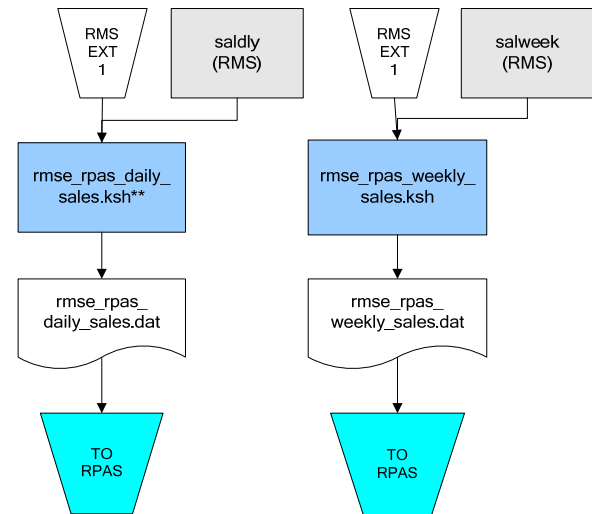 RMS
EXT
1
saldly
(RMS)
rmse_rpas_daily_
sales.ksh**
rmse_rpas_
daily_sales.dat
TO
RPAS
RMS
EXT
1
salweek
(RMS)
rmse_rpas_weekly_
sales.ksh
rmse_rpas_
weekly_sales.dat
TO
RPAS